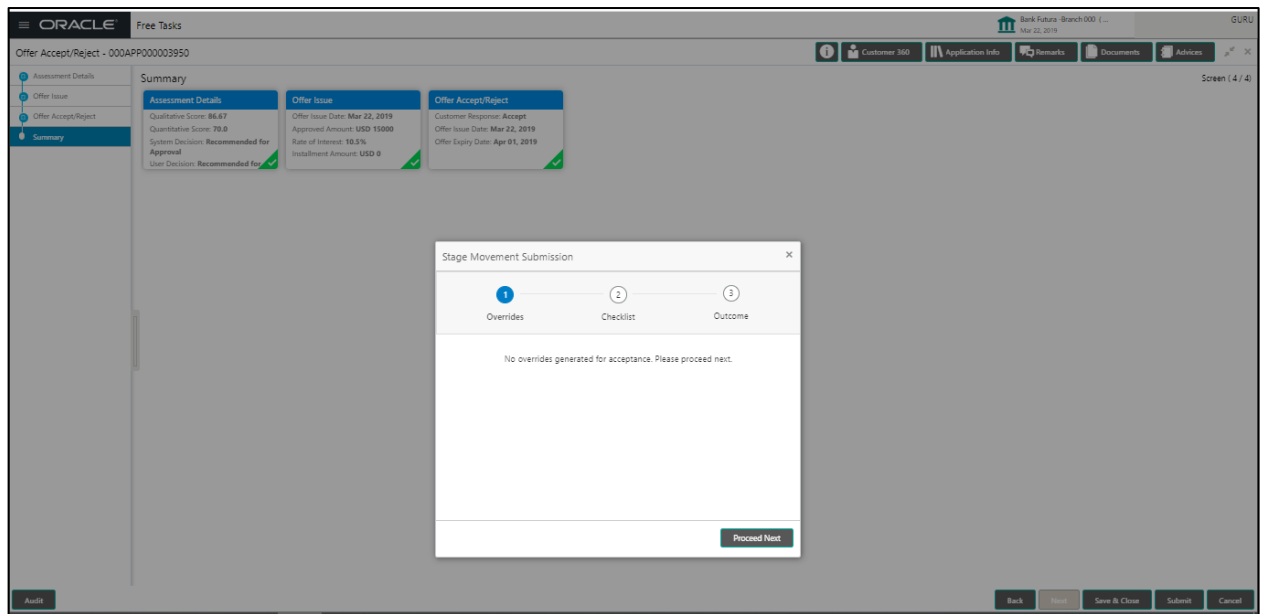 ORACLE
Free Tasks
Bank Futura -Branch 000 (...
Mar 22, 2019
GURU
Offer Accept/Reject - 000APP000003950
Customer 360
Application Info
Remarks
Documents
Advices
Assessment Details
Offer Issue
Offer Accept/Reject
Summary
Summary
Screen ( 4 / 4)
Assessment Details
Qualitative Score: 86.67
Quantitative Score: 70.0
System Decision: Recommended for
Approval
User Decision: Recommended for
Offer Issue
Offer Issue Date: Mar 22, 2019
Approved Amount: USD 15000
Rate of Interest: 10.5%
Installment Amount: USD 0
Offer Accept/Reject
Customer Response: Accept
Offer Issue Date: Mar 22, 2019
Offer Expiry Date: Apr 01, 2019
Stage Movement Submission
1
2
3
Overrides
Checklist
Outcome
No overrides generated for acceptance. Please proceed next.
Proceed Next
Audit
Back
Next
Save & Close
Submit
Cancel